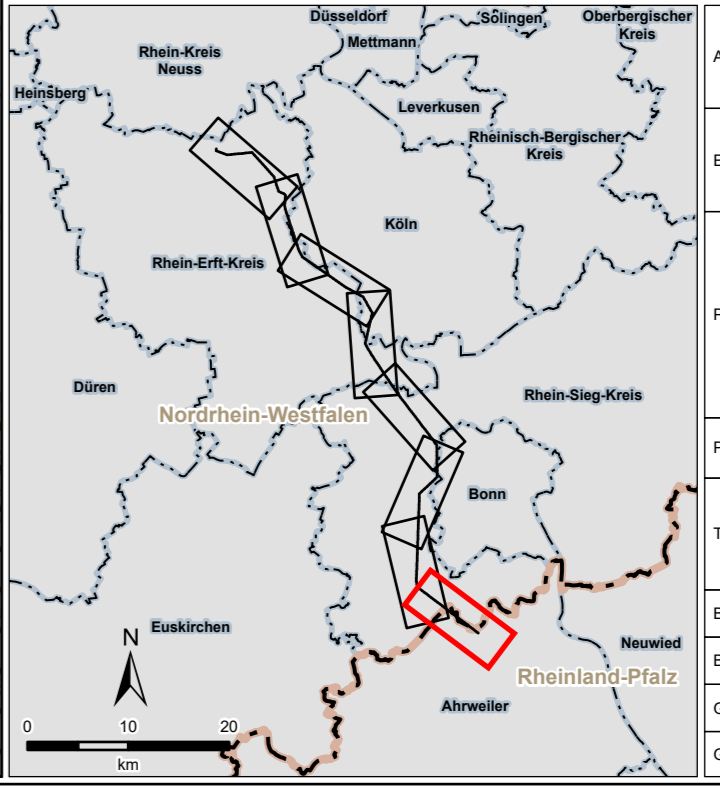 Düsseldorf
Solingen
Oberbergischer
Kreis
Mettmann
Rhein-Kreis
Neuss
Heinsberg
Leverkusen
Rheinisch-Bergischer
Kreis
Köln
Rhein-Erft-Kreis
Düren
Rhein-Sieg-Kreis
Nordrhein-Westfalen
Bonn
Euskirchen
N
Neuwied
Rheinland-Pfalz
Ahrweiler
0 10 20
km